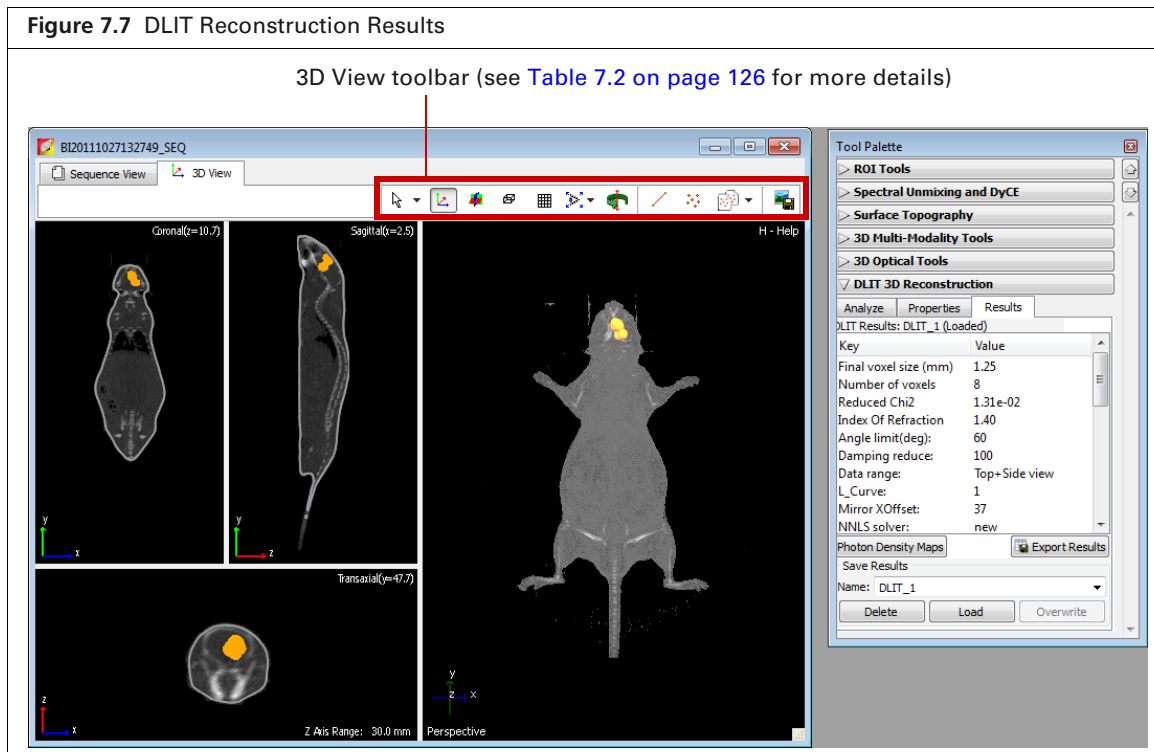 Figure 7.7 DLIT Reconstruction Results
3D View toolbar (see Table 7.2 on page 126 for more details)
BI20111027132749_SEQ
Sequence View
3D View
Coronal(z=10.7)
Sagittal(x=2.5)
H - Help
y
x
y
z
Transaxial(y=47.7)
z
x
Z Axis Range: 30.0 mm
y
z
x
Perspective
Tool Palette
ROI Tools
Spectral Unmixing and DyCE
Surface Topography
3D Multi-Modality Tools
3D Optical Tools
DLIT 3D Reconstruction
Analyze Properties Results
DLIT Results: DLIT_1 (Loaded)
Key Value
Final voxel size (mm) 1.25
Number of voxels 8
Reduced Chi2 1.31e-02
Index Of Refraction 1.40
Angle limit(deg): 60
Damping reduce: 100
Data range: Top+Side view
L_Curve: 1
Mirror XOffset: 37
NNLS solver: new
Photon Density Maps
Export Results
Save Results
Name: DLIT_1
Delete Load Overwrite